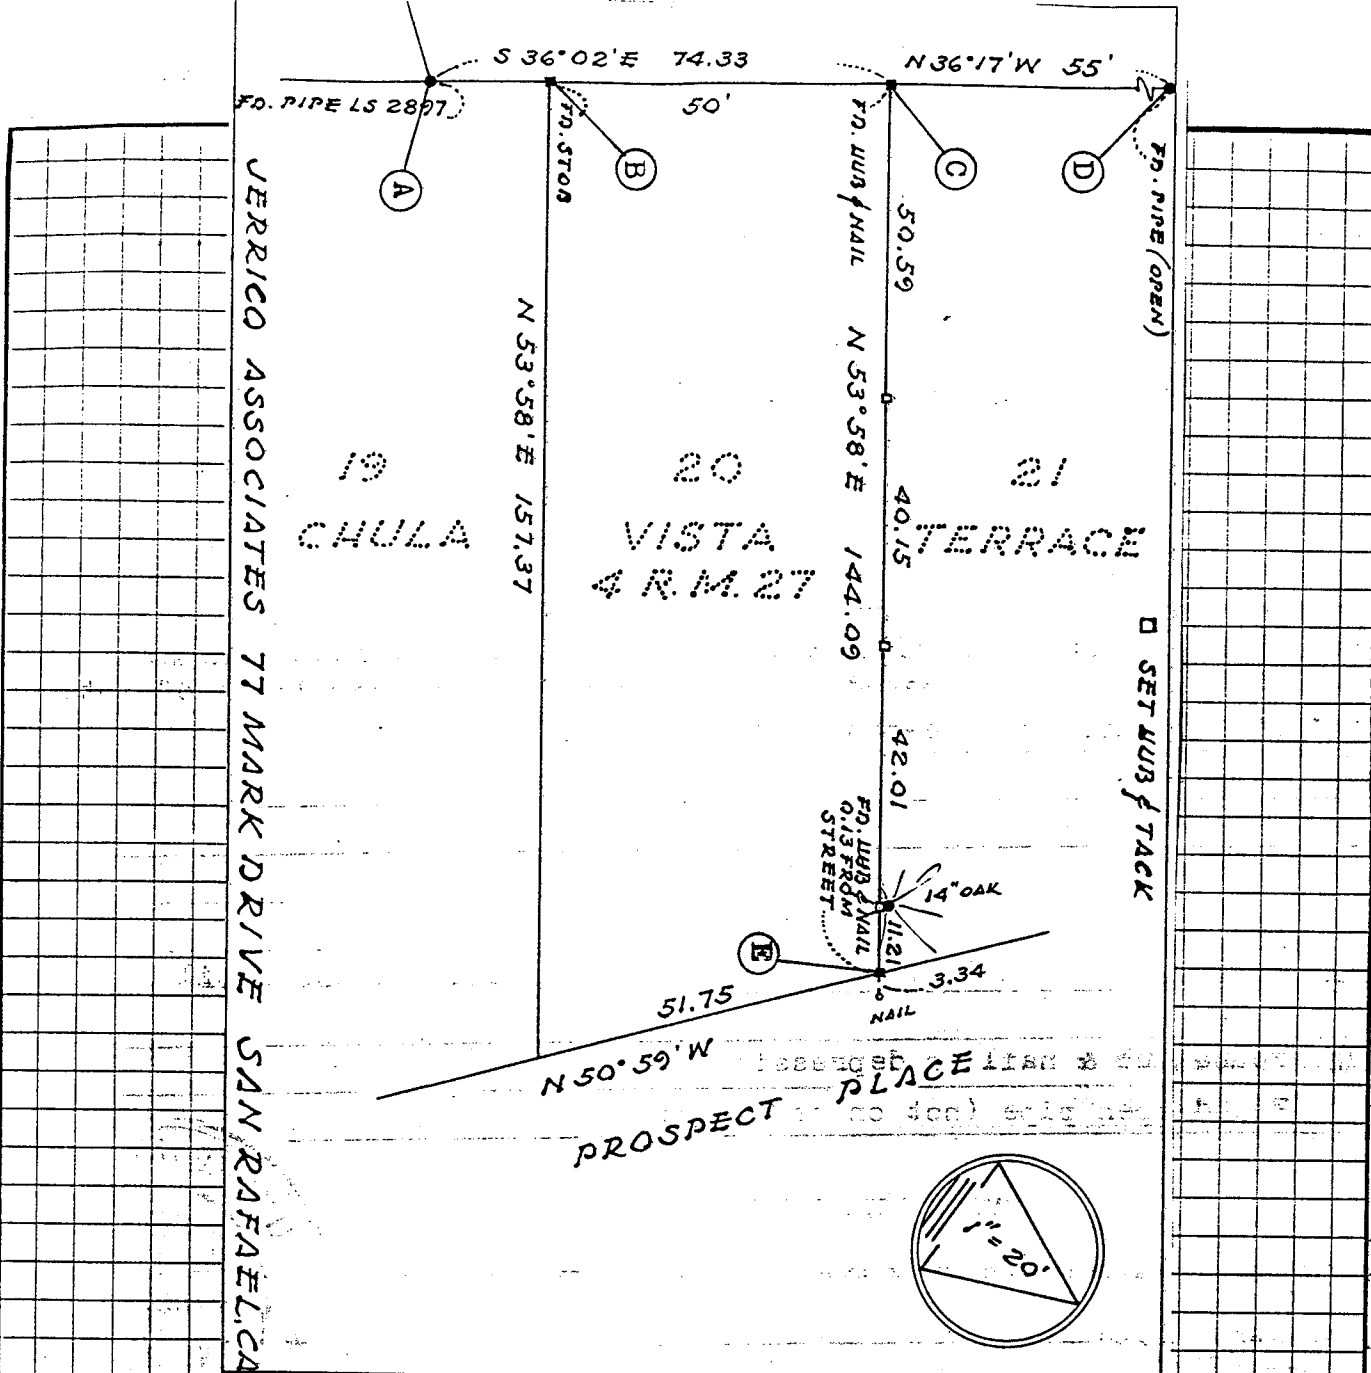 S 36°02'E 74.33
N 36°17'W 55'
50'
FD. PIPE LS 2897
FD. STOB
FD. HUB & NAIL
FD. PIPE (OPEN)
A
B
C
D
50.59
N 53°58'E 157.37
N 53°58'E 144.09
40.15
42.01
19
20
21
CHULA
VISTA
TERRACE
4 R.M. 27
□ SET HUB & TACK
FD. HUB & NAIL
0.13 FROM
STREET
14" OAK
11.21
E
3.34
NAIL
51.75
N 50°59'W
PROSPECT PLACE
1" = 20'
JERRICO ASSOCIATES 77 MARK DRIVE SAN RAFAEL, CA